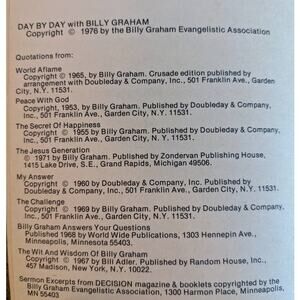 DAY BY DAY with BILLY GRAHAM
Copyright © 1976 by the Billy Graham Evangelistic Association
Quotations from:
World Aflame
Copyright © 1965, by Billy Graham. Crusade edition published by
arrangement with Doubleday & Company, Inc., 501 Franklin Ave., Garden
City, N.Y. 11531.
Peace With God
Copyright, 1953, by Billy Graham. Published by Doubleday & Company,
Inc., 501 Franklin Ave., Garden City, N.Y. 11531.
The Secret Of Happiness
Copyright © 1955 by Billy Graham. Published by Doubleday & Company,
Inc., 501 Franklin Ave., Garden City, N.Y. 11531.
The Jesus Generation
© 1971 by Billy Graham. Published by Zondervan Publishing House,
1415 Lake Drive, S.E., Grand Rapids, Michigan 49506.
My Answer
Copyright © 1960 by Doubleday & Company, Inc. Published by
Doubleday & Company, Inc., 501 Franklin Ave., Garden City, N.Y. 11531.
The Challenge
Copyright © 1969 by Billy Graham. Published by Doubleday & Company,
Inc., 501 Franklin Ave., Garden City, N.Y. 11531.
Billy Graham Answers Your Questions
Published 1968 by World Wide Publications, 1303 Hennepin Ave.,
Minneapolis, Minnesota 55403.
The Wit And Wisdom Of Billy Graham
Copyright © 1967 by Bill Adler. Published by Random House, Inc.,
457 Madison, New York, N.Y. 10022.
Sermon Excerpts from DECISION magazine & booklets copyrighted by the
Billy Graham Evangelistic Association, 1300 Harmon Place, Minneapolis,
MN 55403